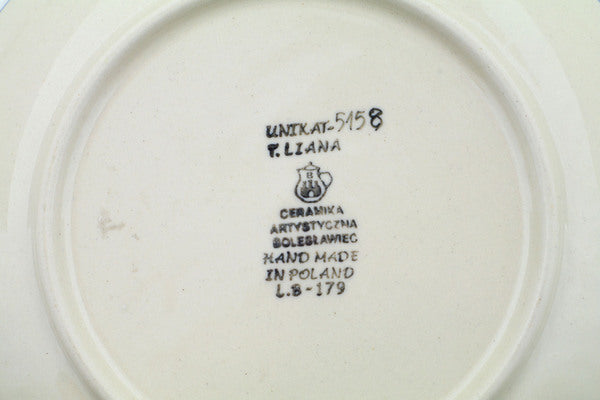 UNIKAT-5158
T. LIANA
B
CERAMIKA
ARTYSTYCZNA
BOLESŁAWIEC
HAND MADE
IN POLAND
L.B-179